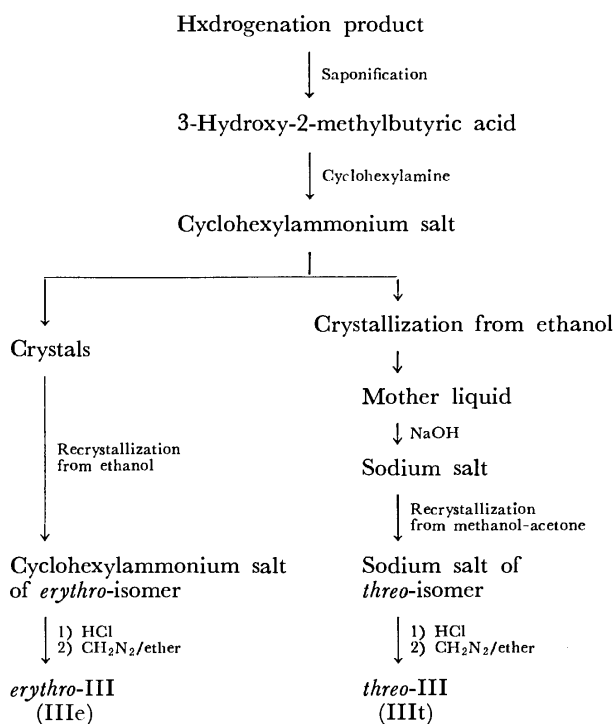 Hxdrogenation product
Saponification
3-Hydroxy-2-methylbutyric acid
Cyclohexylamine
Cyclohexylammonium salt
Crystals
Recrystallization
from ethanol
Cyclohexylammonium salt
of erythro-isomer
1) HCl
2) CH₂N₂/ether
erythro-III
(IIIe)
Crystallization from ethanol
Mother liquid
NaOH
Sodium salt
Recrystallization
from methanol-acetone
Sodium salt of
threo-isomer
1) HCl
2) CH₂N₂/ether
threo-III
(IIIt)